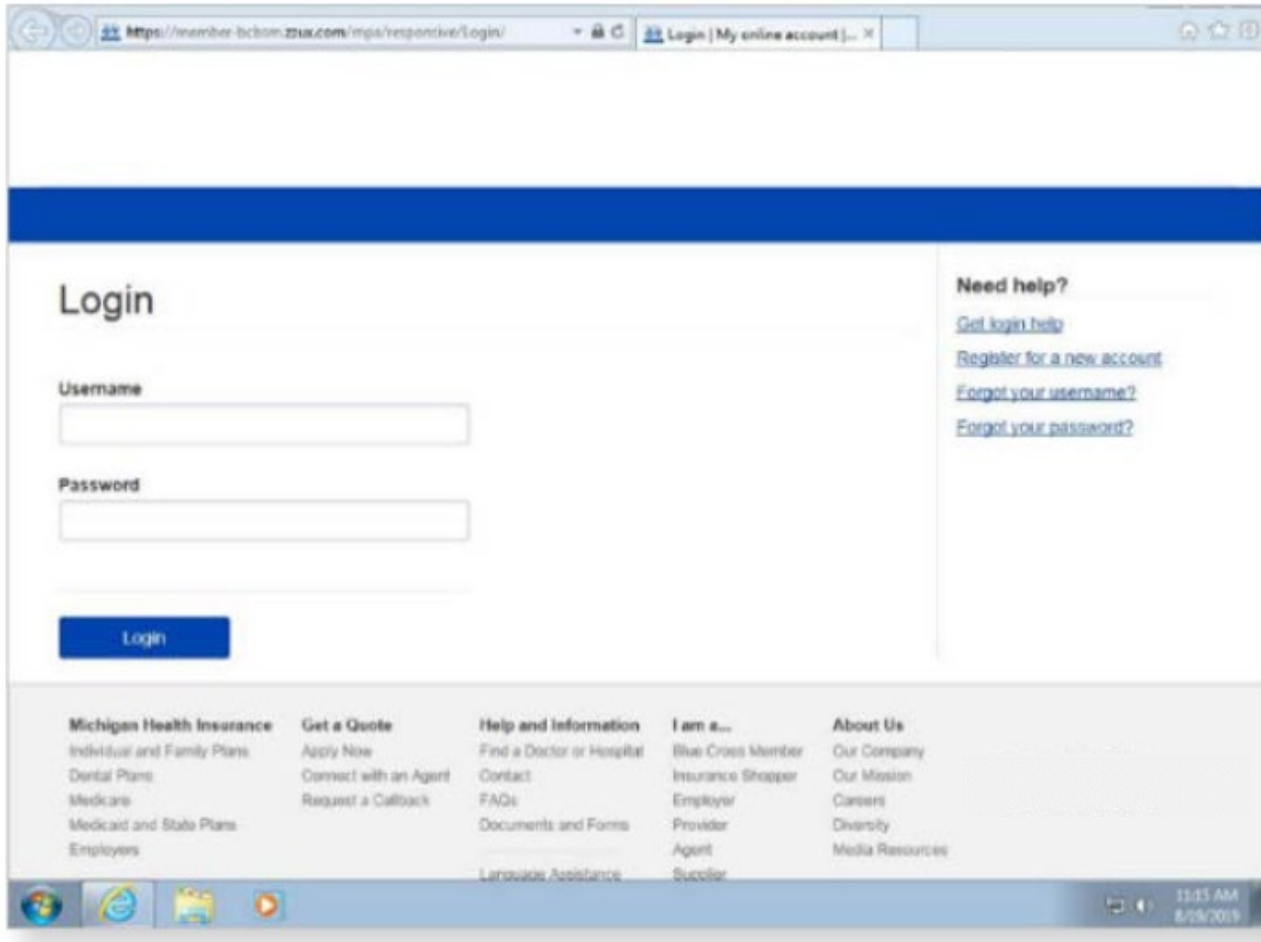 https://member-bcbsm.zzux.com/mps/responsive/Login/
Login | My online account |...
Login
Username
Password
Login
Need help?
Get login help
Register for a new account
Forgot your username?
Forgot your password?
Michigan Health Insurance
Individual and Family Plans
Dental Plans
Medicare
Medicaid and State Plans
Employers
Get a Quote
Apply Now
Connect with an Agent
Request a Callback
Help and Information
Find a Doctor or Hospital
Contact
FAQs
Documents and Forms
Language Assistance
I am a...
Blue Cross Member
Insurance Shopper
Employer
Provider
Agent
Supplier
About Us
Our Company
Our Mission
Careers
Diversity
Media Resources
11:15 AM
8/19/2019